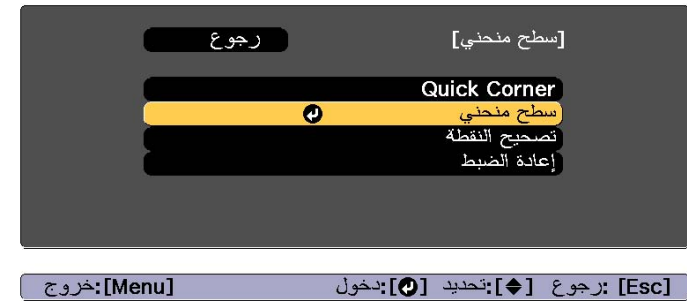 [سطح منحني] رجوع
Quick Corner
سطح منحني
تصحيح النقطة
إعادة الضبط
[Esc] :رجوع [◆]:تحديد [↵]:دخول [Menu]:خروج